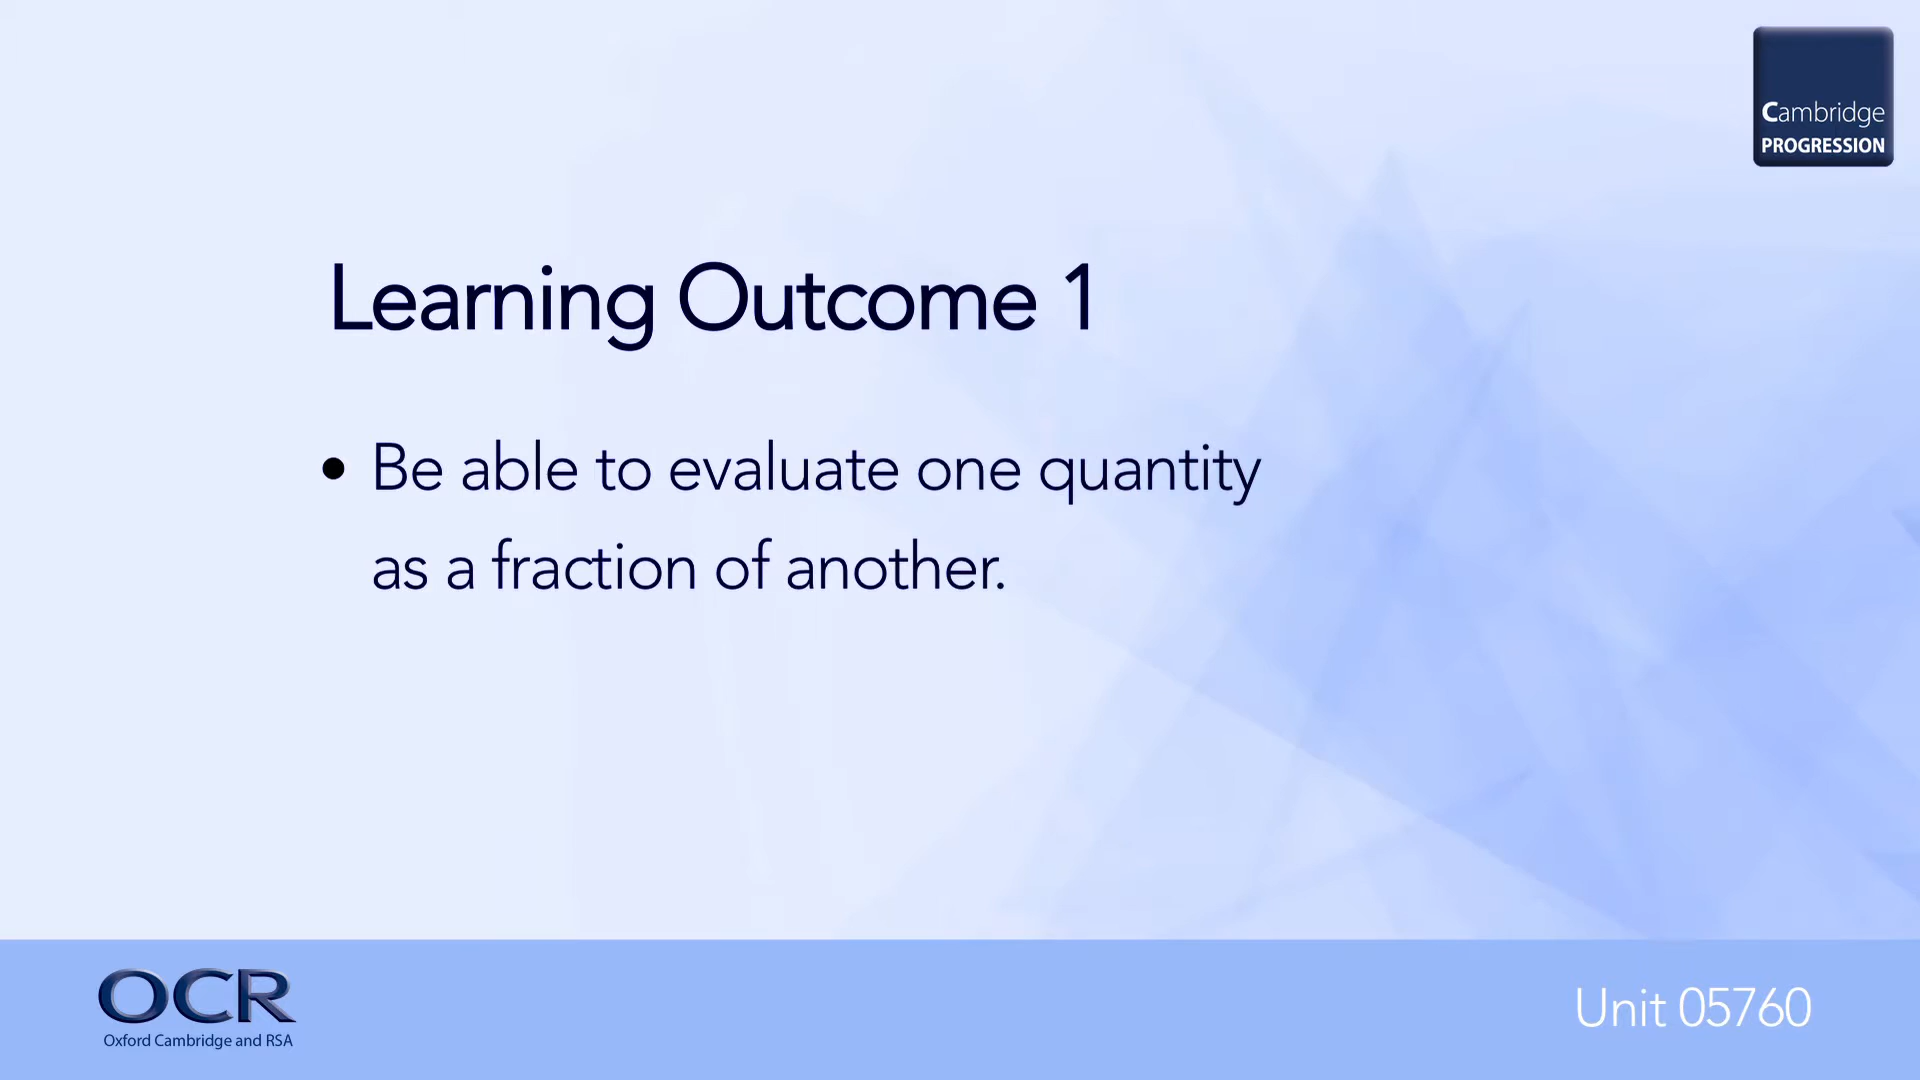 Cambridge
PROGRESSION
Learning Outcome 1
• Be able to evaluate one quantity
as a fraction of another.
OCR
Oxford Cambridge and RSA
Unit 05760